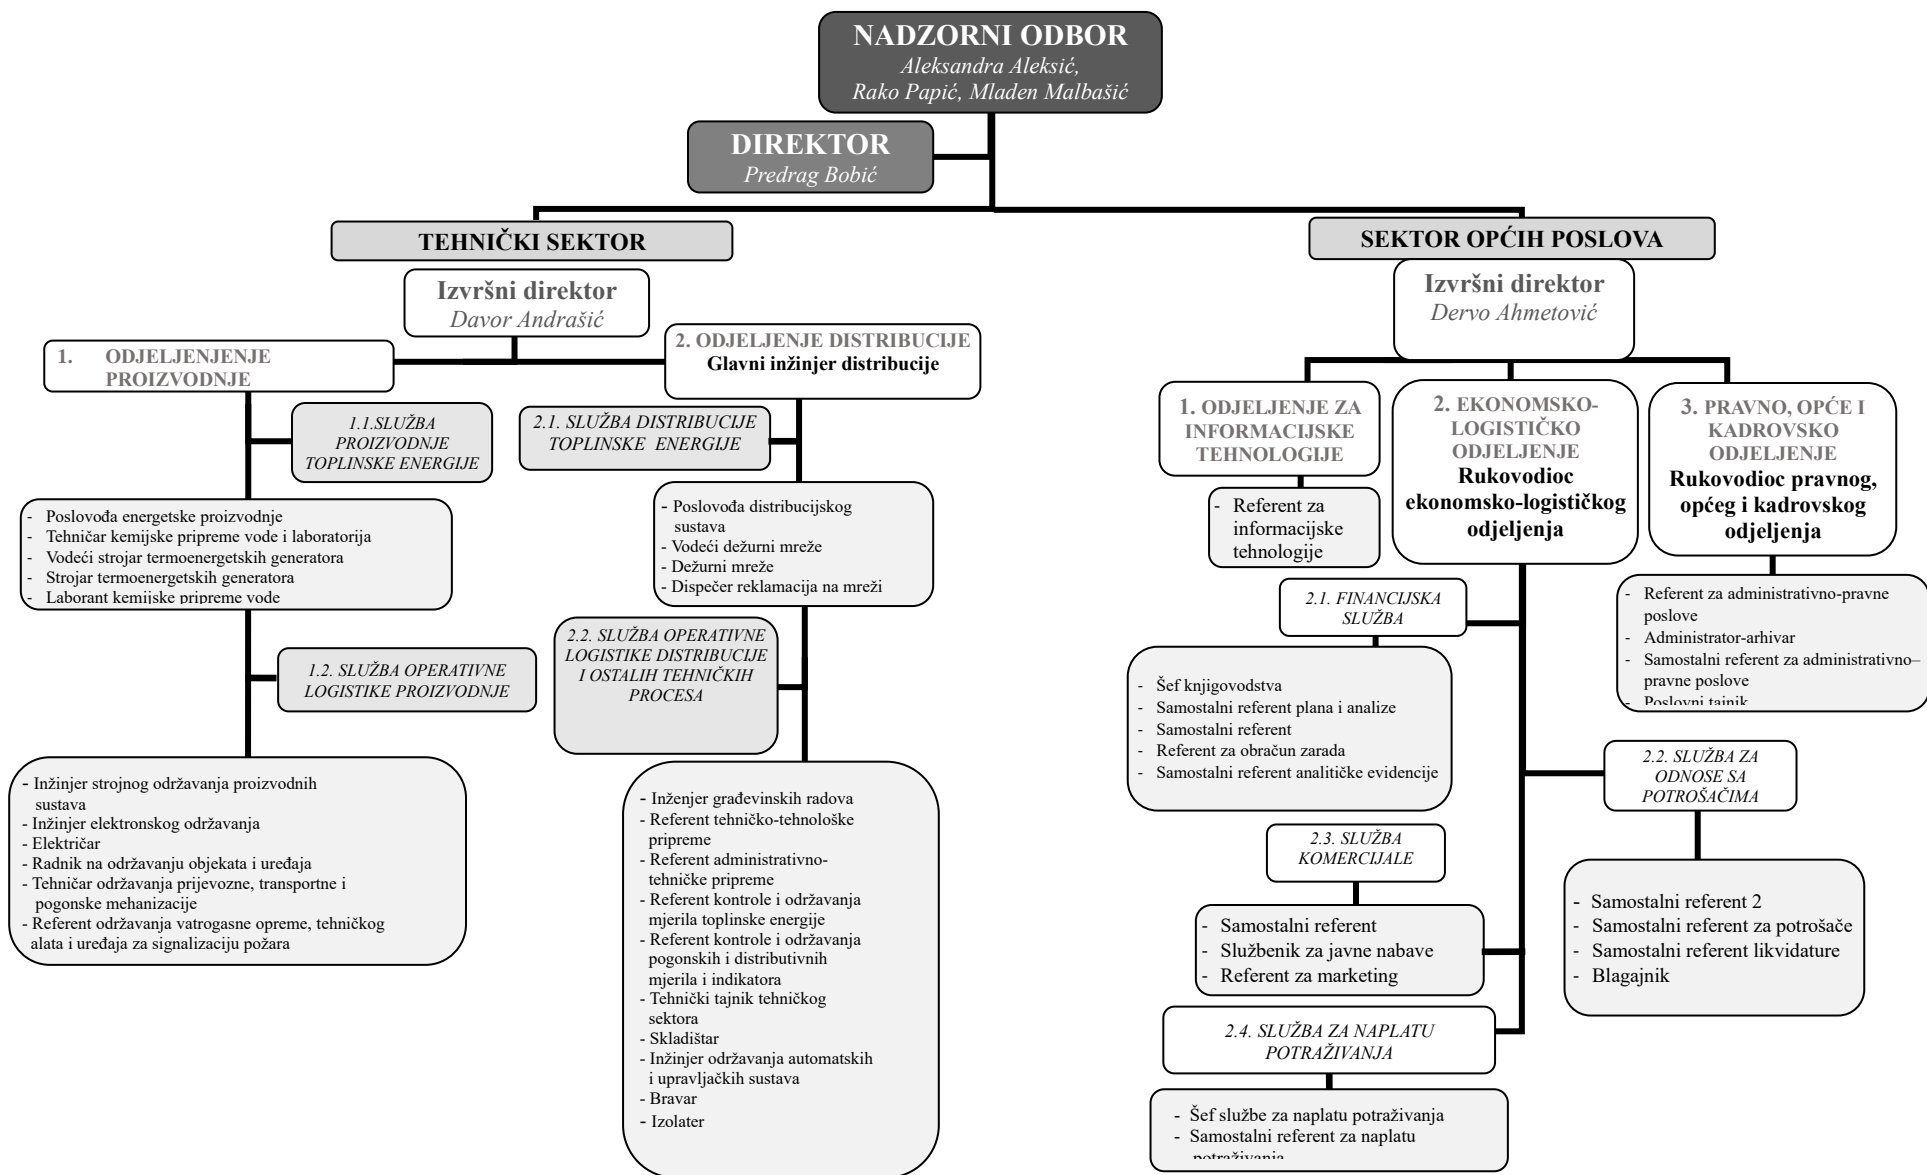 NADZORNI ODBOR
Aleksandra Aleksić,
Rako Papić, Mladen Malbašić
DIREKTOR
Predrag Bobić
TEHNIČKI SEKTOR
Izvršni direktor
Davor Andrašić
1. ODJELJENJENJE
PROIZVODNJE
1.1.SLUŽBA
PROIZVODNJE
TOPLINSKE ENERGIJE
- Poslovođa energetske proizvodnje
- Tehničar kemijske pripreme vode i laboratorija
- Vodeći strojar termoenergetskih generatora
- Strojar termoenergetskih generatora
- Laborant kemijske pripreme vode
1.2. SLUŽBA OPERATIVNE
LOGISTIKE PROIZVODNJE
- Inžinjer strojnog održavanja proizvodnih
sustava
- Inžinjer elektronskog održavanja
- Električar
- Radnik na održavanju objekata i uređaja
- Tehničar održavanja prijevozne, transportne i
pogonske mehanizacije
- Referent održavanja vatrogasne opreme, tehničkog
alata i uređaja za signalizaciju požara
2. ODJELJENJE DISTRIBUCIJE
Glavni inžinjer distribucije
2.1. SLUŽBA DISTRIBUCIJE
TOPLINSKE ENERGIJE
- Poslovođa distribucijskog
sustava
- Vodeći dežurni mreže
- Dežurni mreže
- Dispečer reklamacija na mreži
2.2. SLUŽBA OPERATIVNE
LOGISTIKE DISTRIBUCIJE
I OSTALIH TEHNIČKIH
PROCESA
- Inženjer građevinskih radova
- Referent tehničko-tehnološke
pripreme
- Referent administrativno-
tehničke pripreme
- Referent kontrole i održavanja
mjerila toplinske energije
- Referent kontrole i održavanja
pogonskih i distributivnih
mjerila i indikatora
- Tehnički tajnik tehničkog
sektora
- Skladištar
- Inžinjer održavanja automatskih
i upravljačkih sustava
- Bravar
- Izolater
SEKTOR OPĆIH POSLOVA
Izvršni direktor
Dervo Ahmetović
1. ODJELJENJE ZA
INFORMACIJSKE
TEHNOLOGIJE
- Referent za
informacijske
tehnologije
2. EKONOMSKO-
LOGISTIČKO
ODJELJENJE
Rukovodioc
ekonomsko-logističkog
odjeljenja
2.1. FINANCIJSKA
SLUŽBA
- Šef knjigovodstva
- Samostalni referent plana i analize
- Samostalni referent
- Referent za obračun zarada
- Samostalni referent analitičke evidencije
2.2. SLUŽBA ZA
ODNOSE SA
POTROŠAČIMA
- Samostalni referent 2
- Samostalni referent za potrošače
- Samostalni referent likvidature
- Blagajnik
2.3. SLUŽBA
KOMERCIJALE
- Samostalni referent
- Službenik za javne nabave
- Referent za marketing
2.4. SLUŽBA ZA NAPLATU
POTRAŽIVANJA
- Šef službe za naplatu potraživanja
- Samostalni referent za naplatu
potraživanja
3. PRAVNO, OPĆE I
KADROVSKO
ODJELJENJE
Rukovodioc pravnog,
općeg i kadrovskog
odjeljenja
- Referent za administrativno-pravne
poslove
- Administrator-arhivar
- Samostalni referent za administrativno–
pravne poslove
- Poslovni tajnik